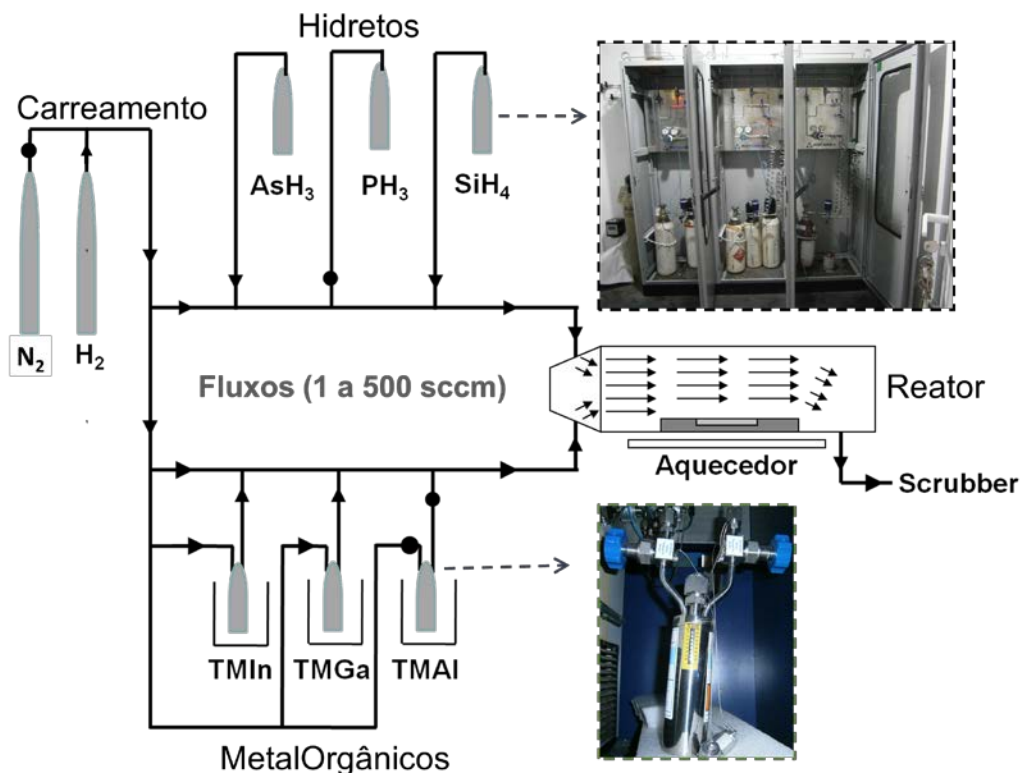 Hidretos
Carreamento
AsH₃
PH₃
SiH₄
N₂
H₂
Fluxos (1 a 500 sccm)
Reator
Aquecedor
Scrubber
TMIn
TMGa
TMAl
MetalOrgânicos